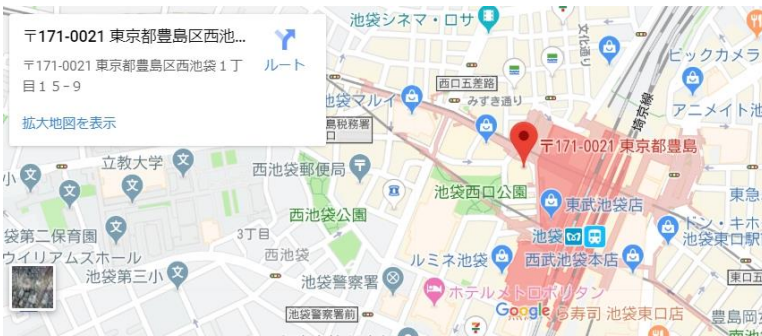 〒171-0021 東京都豊島区西池...
〒171-0021 東京都豊島区西池袋1丁
目15-9
ルート
拡大地図を表示
池袋シネマ・ロサ
文化通り
ビックカメラ
西口五差路
池袋マルイ
みずき通り
アニメイト池
埼京線
島税務署
口
〒171-0021 東京都豊島
立教大学
西池袋郵便局
池袋西口公園
東武池袋店
東急
西池袋公園
ドン・キホ
池袋東口駅
袋第二保育園
3丁目
池袋
ウイリアムズホール
西池袋
ルミネ池袋
西武池袋本店
池袋第三小
池袋警察署
東口五
ホテルメトロポリタン
Google
ら寿司 池袋東口店
池袋警察署前
豊島岡